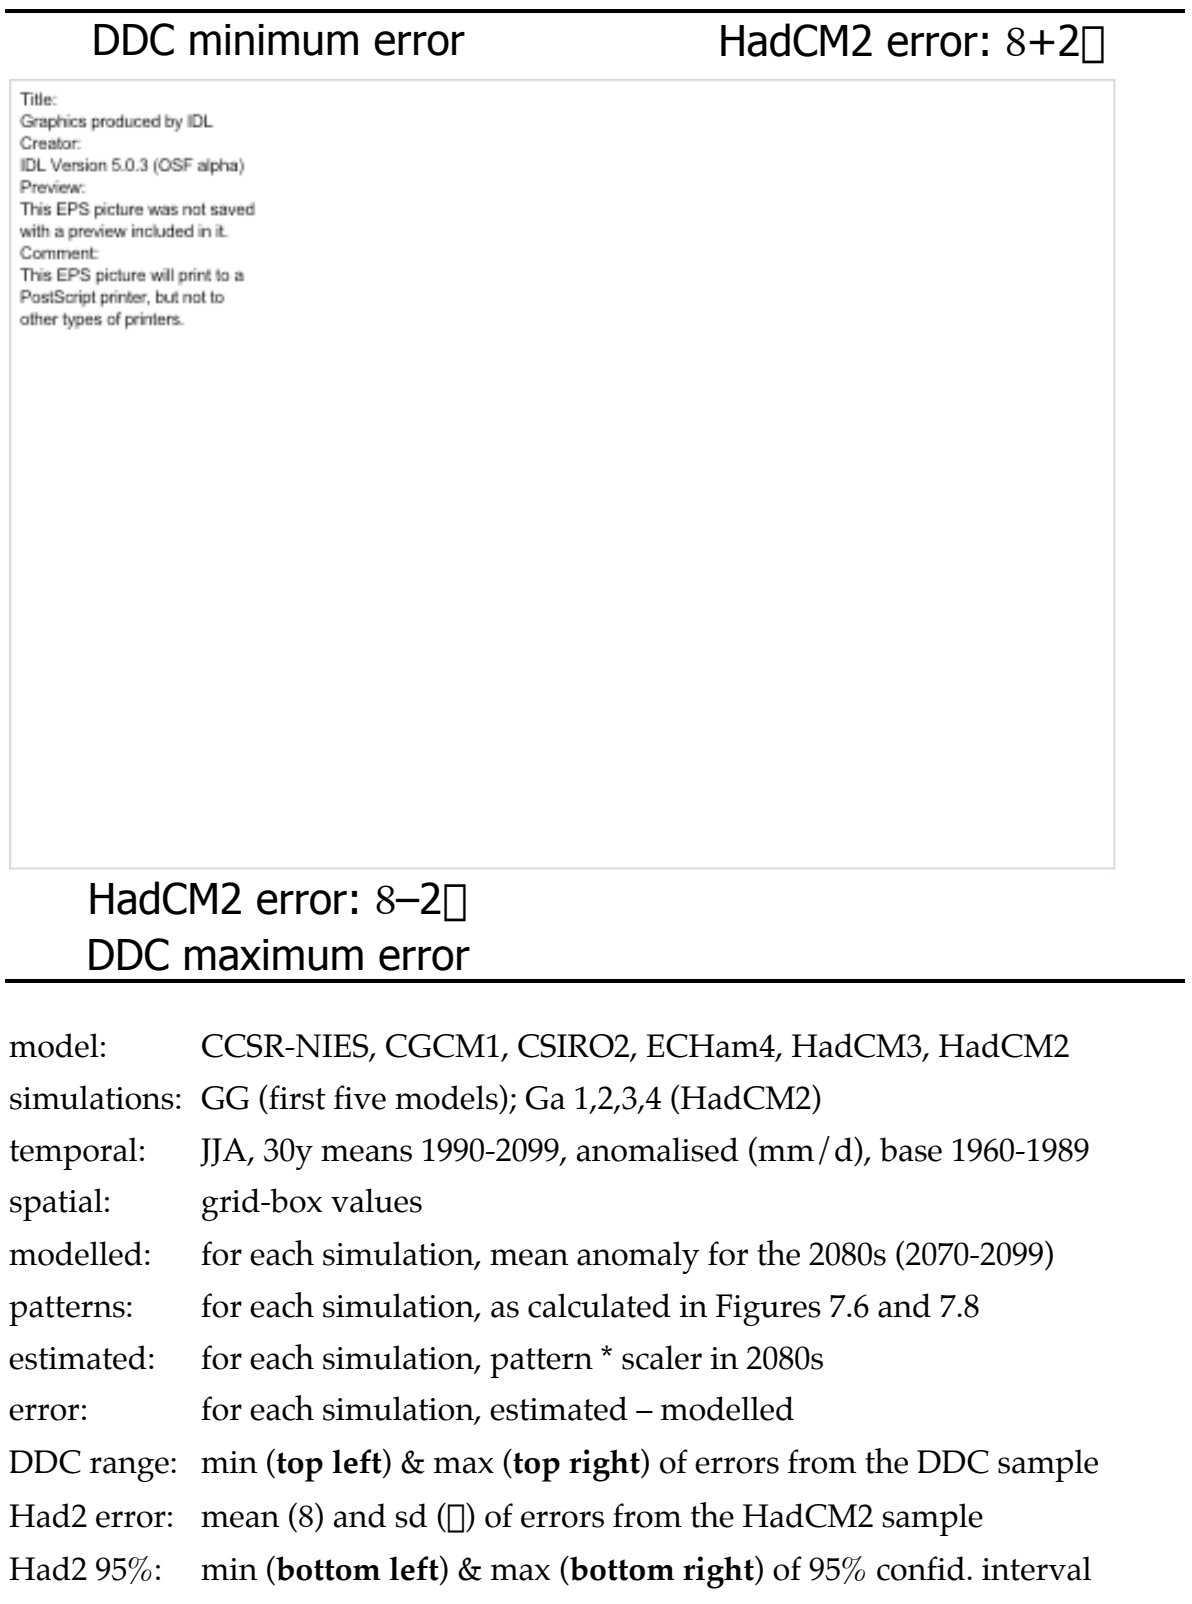 DDC minimum error HadCM2 error: 8+2▯
Title:
Graphics produced by IDL
Creator:
IDL Version 5.0.3 (OSF alpha)
Preview:
This EPS picture was not saved
with a preview included in it.
Comment:
This EPS picture will print to a
PostScript printer, but not to
other types of printers.
HadCM2 error: 8–2▯
DDC maximum error
model: CCSR-NIES, CGCM1, CSIRO2, ECHam4, HadCM3, HadCM2
simulations: GG (first five models); Ga 1,2,3,4 (HadCM2)
temporal: JJA, 30y means 1990-2099, anomalised (mm/d), base 1960-1989
spatial: grid-box values
modelled: for each simulation, mean anomaly for the 2080s (2070-2099)
patterns: for each simulation, as calculated in Figures 7.6 and 7.8
estimated: for each simulation, pattern * scaler in 2080s
error: for each simulation, estimated – modelled
DDC range: min (top left) & max (top right) of errors from the DDC sample
Had2 error: mean (8) and sd (▯) of errors from the HadCM2 sample
Had2 95%: min (bottom left) & max (bottom right) of 95% confid. interval